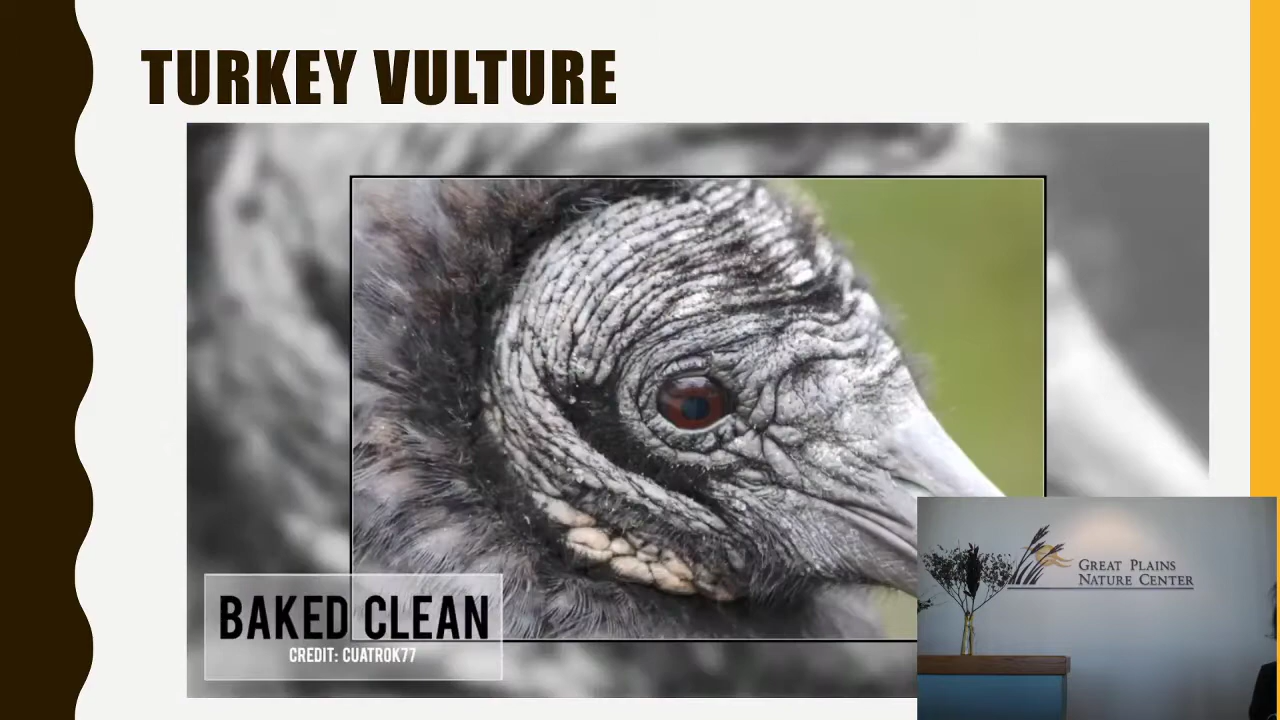 TURKEY VULTURE
BAKED CLEAN
CREDIT: CUATROK77
GREAT PLAINS
NATURE CENTER